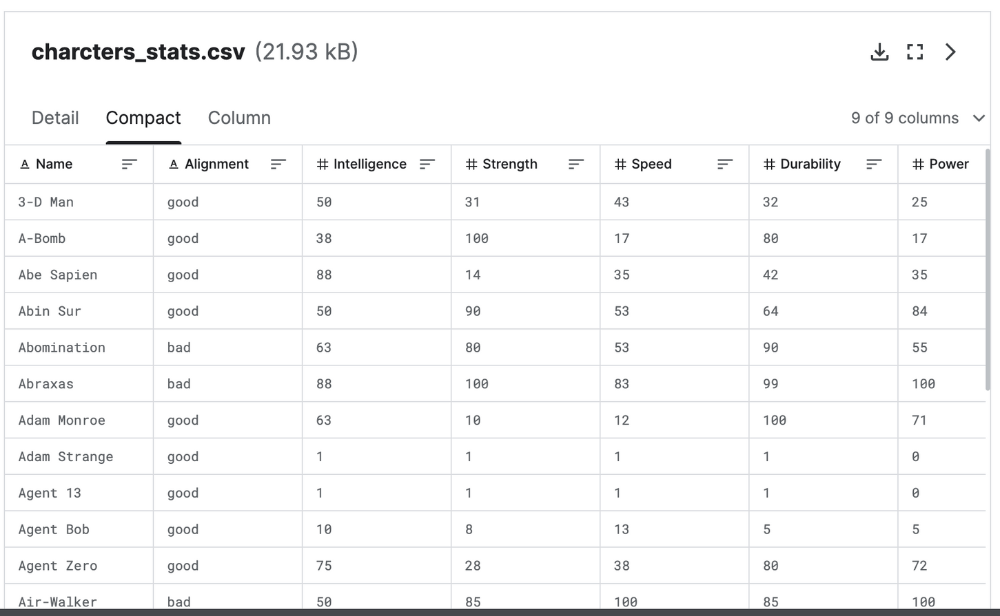 charcters_stats.csv (21.93 kB)
Detail Compact Column 9 of 9 columns
Name Alignment # Intelligence # Strength # Speed # Durability # Power
3-D Man good 50 31 43 32 25
A-Bomb good 38 100 17 80 17
Abe Sapien good 88 14 35 42 35
Abin Sur good 50 90 53 64 84
Abomination bad 63 80 53 90 55
Abraxas bad 88 100 83 99 100
Adam Monroe good 63 10 12 100 71
Adam Strange good 1 1 1 1 0
Agent 13 good 1 1 1 1 0
Agent Bob good 10 8 13 5 5
Agent Zero good 75 28 38 80 72
Air-Walker bad 50 85 100 85 100